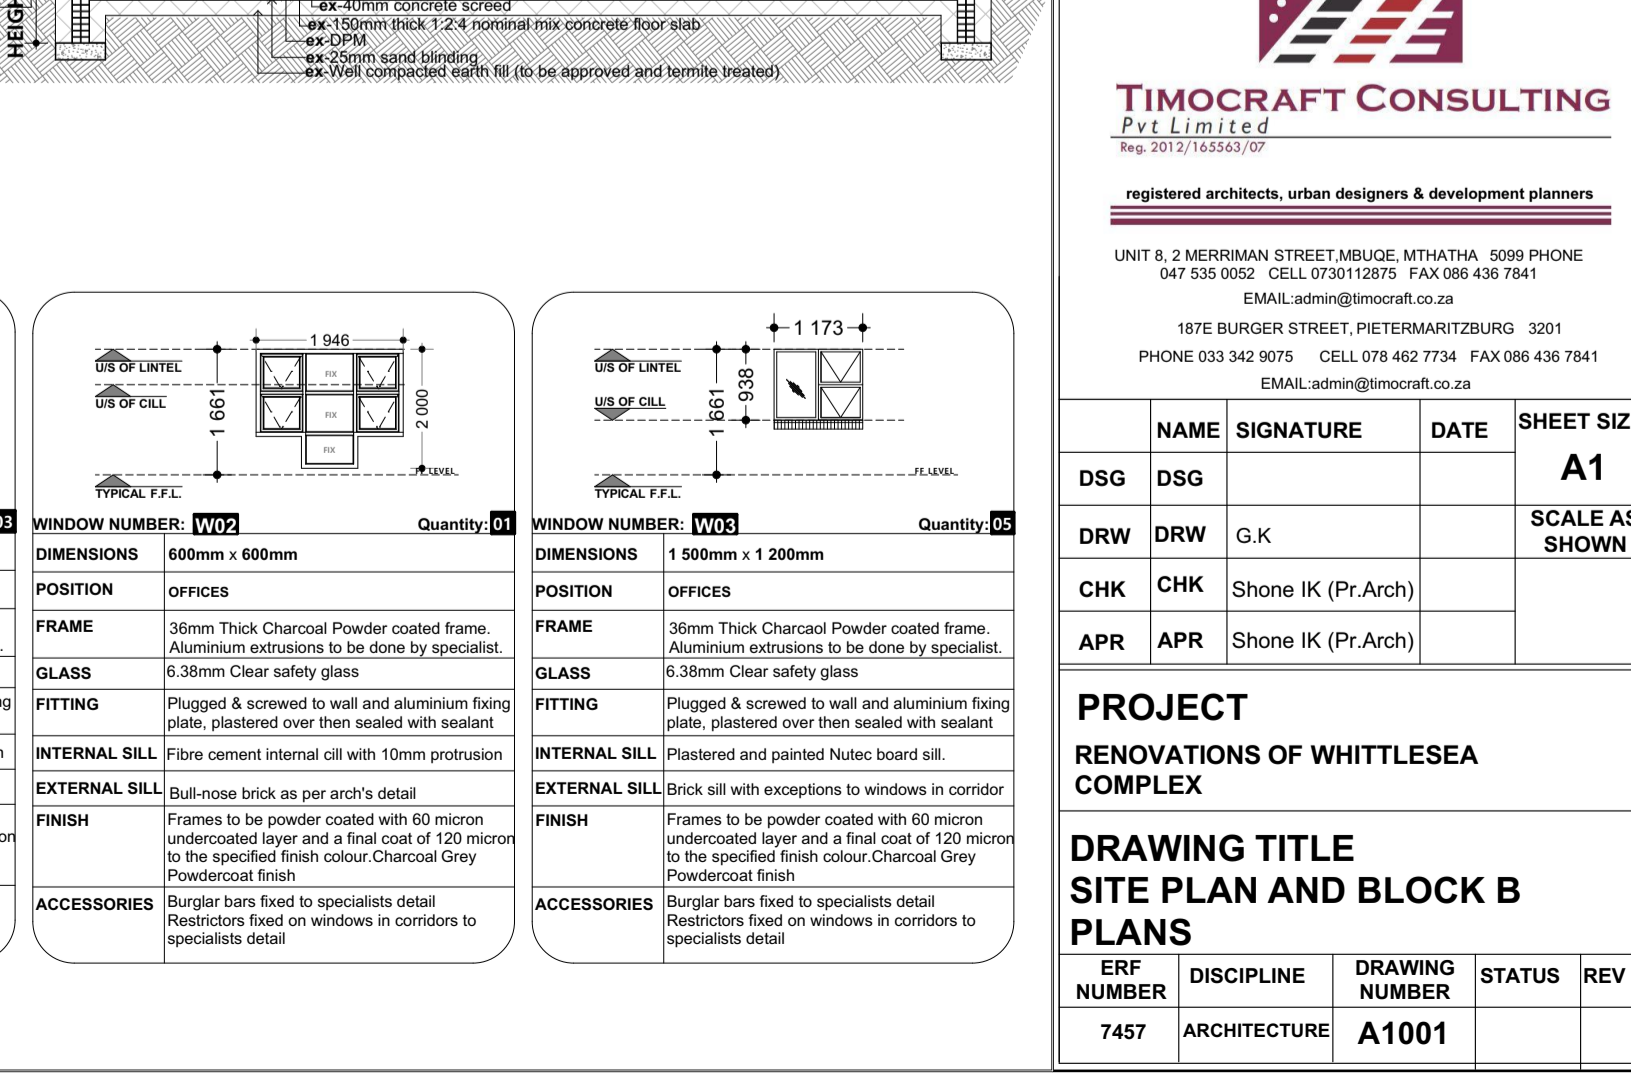 HEIGH
ex-40mm concrete screed
ex-150mm thick 1:2:4 nominal mix concrete floor slab
ex-DPM
ex-25mm sand blinding
ex-Well compacted earth fill (to be approved and termite treated)
03
.
ng
n
on
1 946
U/S OF LINTEL
U/S OF CILL
1 661
2 000
FIX
FIX
FIX
FF LEVEL
TYPICAL F.F.L.
WINDOW NUMBER: W02 Quantity: 01
DIMENSIONS 600mm x 600mm
POSITION OFFICES
FRAME 36mm Thick Charcoal Powder coated frame.
Aluminium extrusions to be done by specialist.
GLASS 6.38mm Clear safety glass
FITTING Plugged & screwed to wall and aluminium fixing
plate, plastered over then sealed with sealant
INTERNAL SILL Fibre cement internal cill with 10mm protrusion
EXTERNAL SILL Bull-nose brick as per arch's detail
FINISH Frames to be powder coated with 60 micron
undercoated layer and a final coat of 120 micron
to the specified finish colour.Charcoal Grey
Powdercoat finish
ACCESSORIES Burglar bars fixed to specialists detail
Restrictors fixed on windows in corridors to
specialists detail
1 173
U/S OF LINTEL
U/S OF CILL
1 661
938
FF LEVEL
TYPICAL F.F.L.
WINDOW NUMBER: W03 Quantity: 05
DIMENSIONS 1 500mm x 1 200mm
POSITION OFFICES
FRAME 36mm Thick Charcaol Powder coated frame.
Aluminium extrusions to be done by specialist.
GLASS 6.38mm Clear safety glass
FITTING Plugged & screwed to wall and aluminium fixing
plate, plastered over then sealed with sealant
INTERNAL SILL Plastered and painted Nutec board sill.
EXTERNAL SILL Brick sill with exceptions to windows in corridor
FINISH Frames to be powder coated with 60 micron
undercoated layer and a final coat of 120 micron
to the specified finish colour.Charcoal Grey
Powdercoat finish
ACCESSORIES Burglar bars fixed to specialists detail
Restrictors fixed on windows in corridors to
specialists detail
TIMOCRAFT CONSULTING
Pvt Limited
Reg. 2012/165563/07
registered architects, urban designers & development planners
UNIT 8, 2 MERRIMAN STREET,MBUQE, MTHATHA 5099 PHONE
047 535 0052 CELL 0730112875 FAX 086 436 7841
EMAIL:admin@timocraft.co.za
187E BURGER STREET, PIETERMARITZBURG 3201
PHONE 033 342 9075 CELL 078 462 7734 FAX 086 436 7841
EMAIL:admin@timocraft.co.za
NAME SIGNATURE DATE SHEET SIZ
DSG DSG A1
DRW DRW G.K SCALE AS
SHOWN
CHK CHK Shone IK (Pr.Arch)
APR APR Shone IK (Pr.Arch)
PROJECT
RENOVATIONS OF WHITTLESEA
COMPLEX
DRAWING TITLE
SITE PLAN AND BLOCK B
PLANS
ERF
NUMBER DISCIPLINE DRAWING
NUMBER STATUS REV
7457 ARCHITECTURE A1001